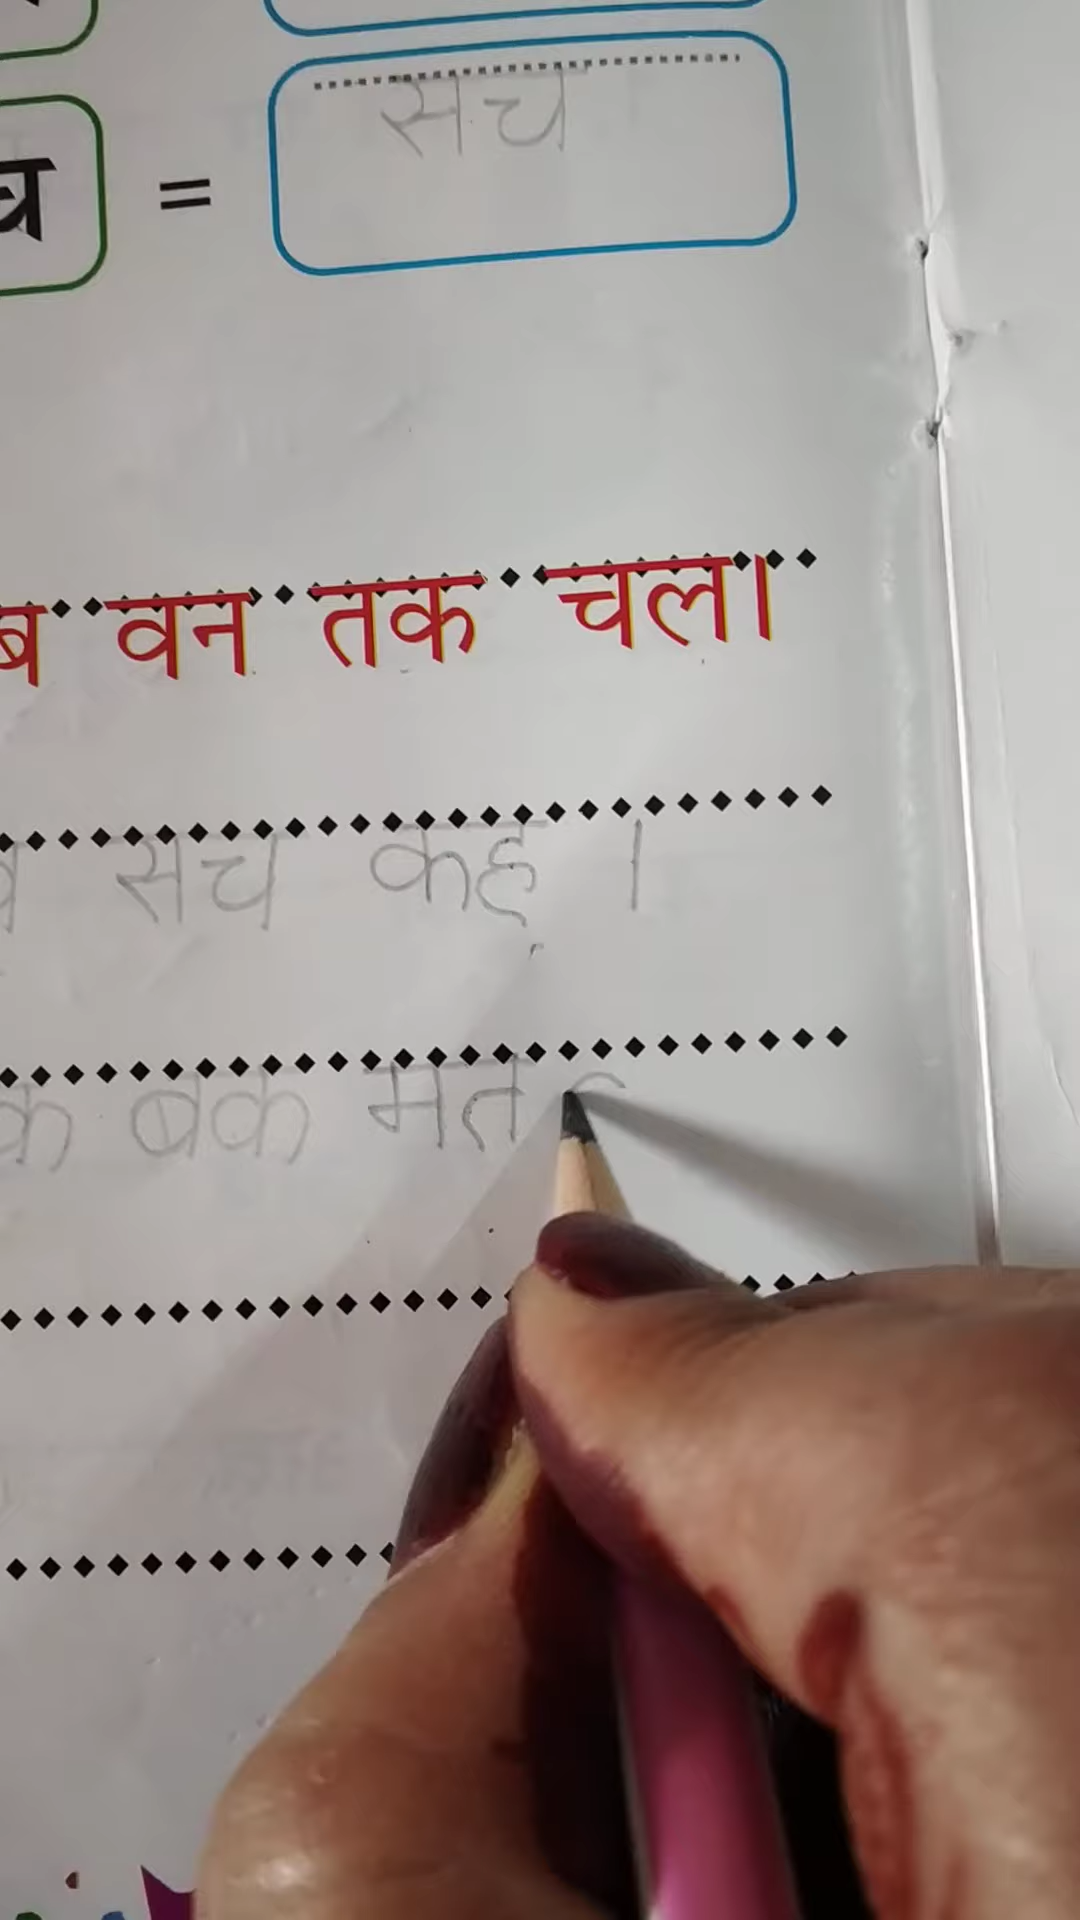 सच
च =
ब वन तक चल।
सच कह ।
क बक मत